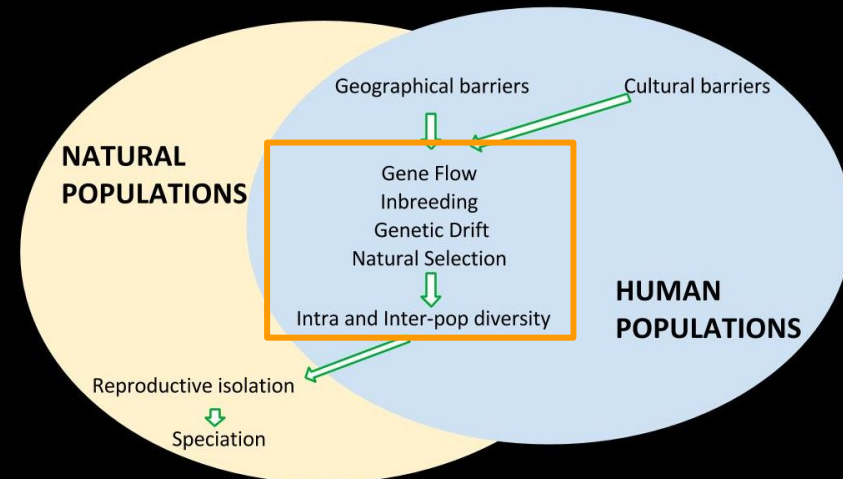 Geographical barriers
Cultural barriers
NATURAL
POPULATIONS
Gene Flow
Inbreeding
Genetic Drift
Natural Selection
Intra and Inter-pop diversity
HUMAN
POPULATIONS
Reproductive isolation
Speciation